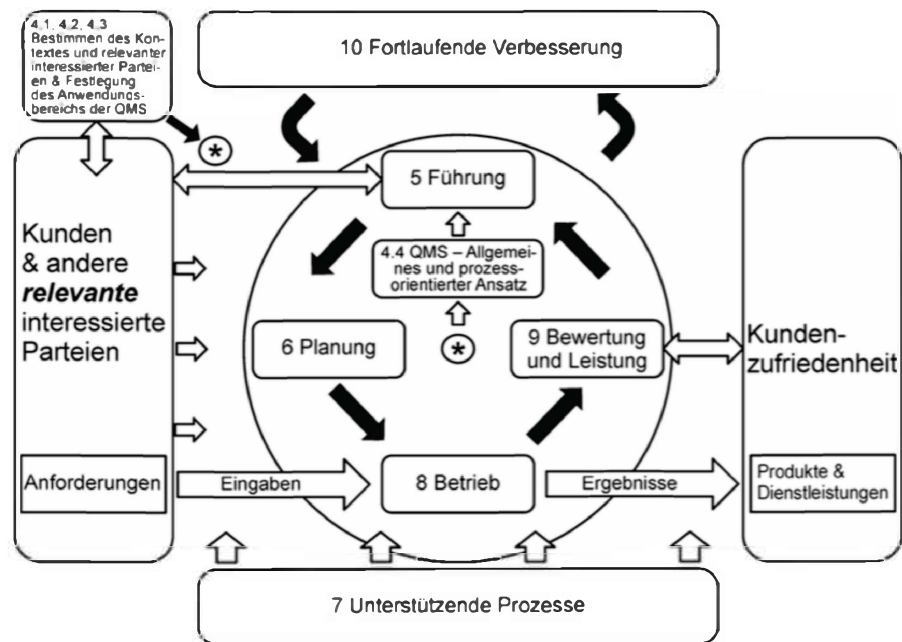 4.1, 4.2, 4.3
Bestimmen des Kon-
textes und relevanter
interessierter Partei-
en & Festlegung
des Anwendungs-
bereichs der QMS
10 Fortlaufende Verbesserung
*
5 Führung
Kunden
& andere
relevante
interessierte
Parteien
4.4 QMS – Allgemei-
nes und prozess-
orientierter Ansatz
6 Planung
*
9 Bewertung
und Leistung
Kunden-
zufriedenheit
Anforderungen
Eingaben
8 Betrieb
Ergebnisse
Produkte &
Dienstleistungen
7 Unterstützende Prozesse